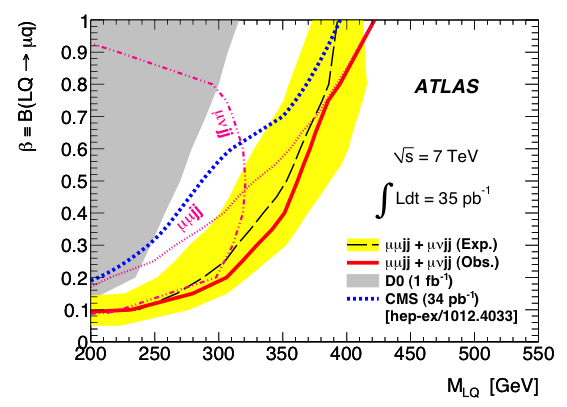 β ≡ B(LQ → μq)
1
0.9
0.8
0.7
0.6
0.5
0.4
0.3
0.2
0.1
0
200 250 300 350 400 450 500 550
M_LQ [GeV]
μνjj
μμjj
ATLAS
√s = 7 TeV
∫ Ldt = 35 pb⁻¹
μμjj + μνjj (Exp.)
μμjj + μνjj (Obs.)
D0 (1 fb⁻¹)
CMS (34 pb⁻¹)
[hep-ex/1012.4033]